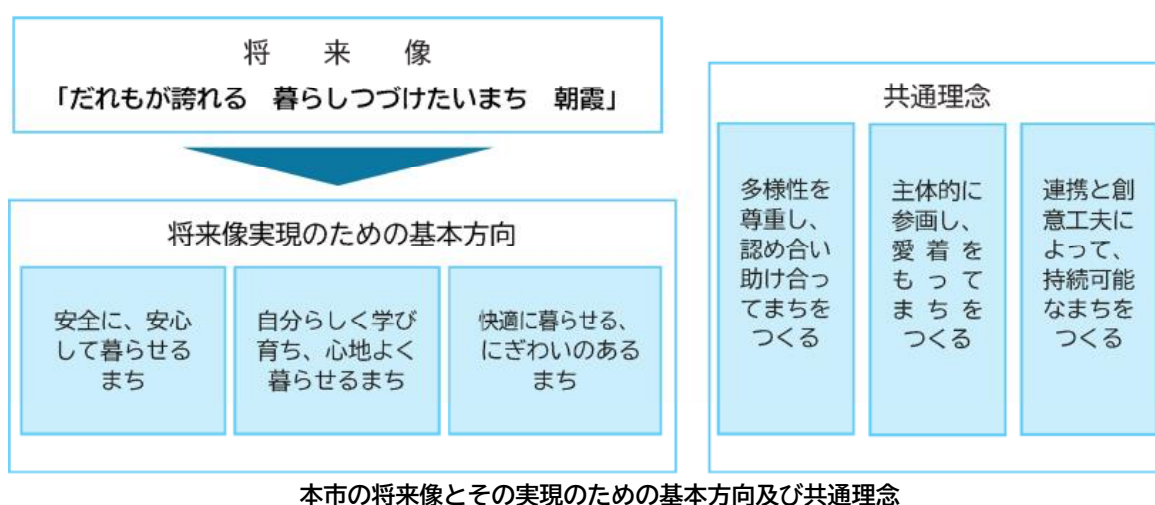 将 来 像
「だれもが誇れる 暮らしつづけたいまち 朝霞」
将来像実現のための基本方向
安全に、安心
して暮らせる
まち
自分らしく学び
育ち、心地よく
暮らせるまち
快適に暮らせる、
にぎわいのある
まち
共通理念
多様性を
尊重し、
認め合い
助け合っ
てまちを
つくる
主体的に
参画し、
愛着を
もって
まちを
つくる
連携と創
意工夫に
よって、
持続可能
なまちを
つくる
本市の将来像とその実現のための基本方向及び共通理念